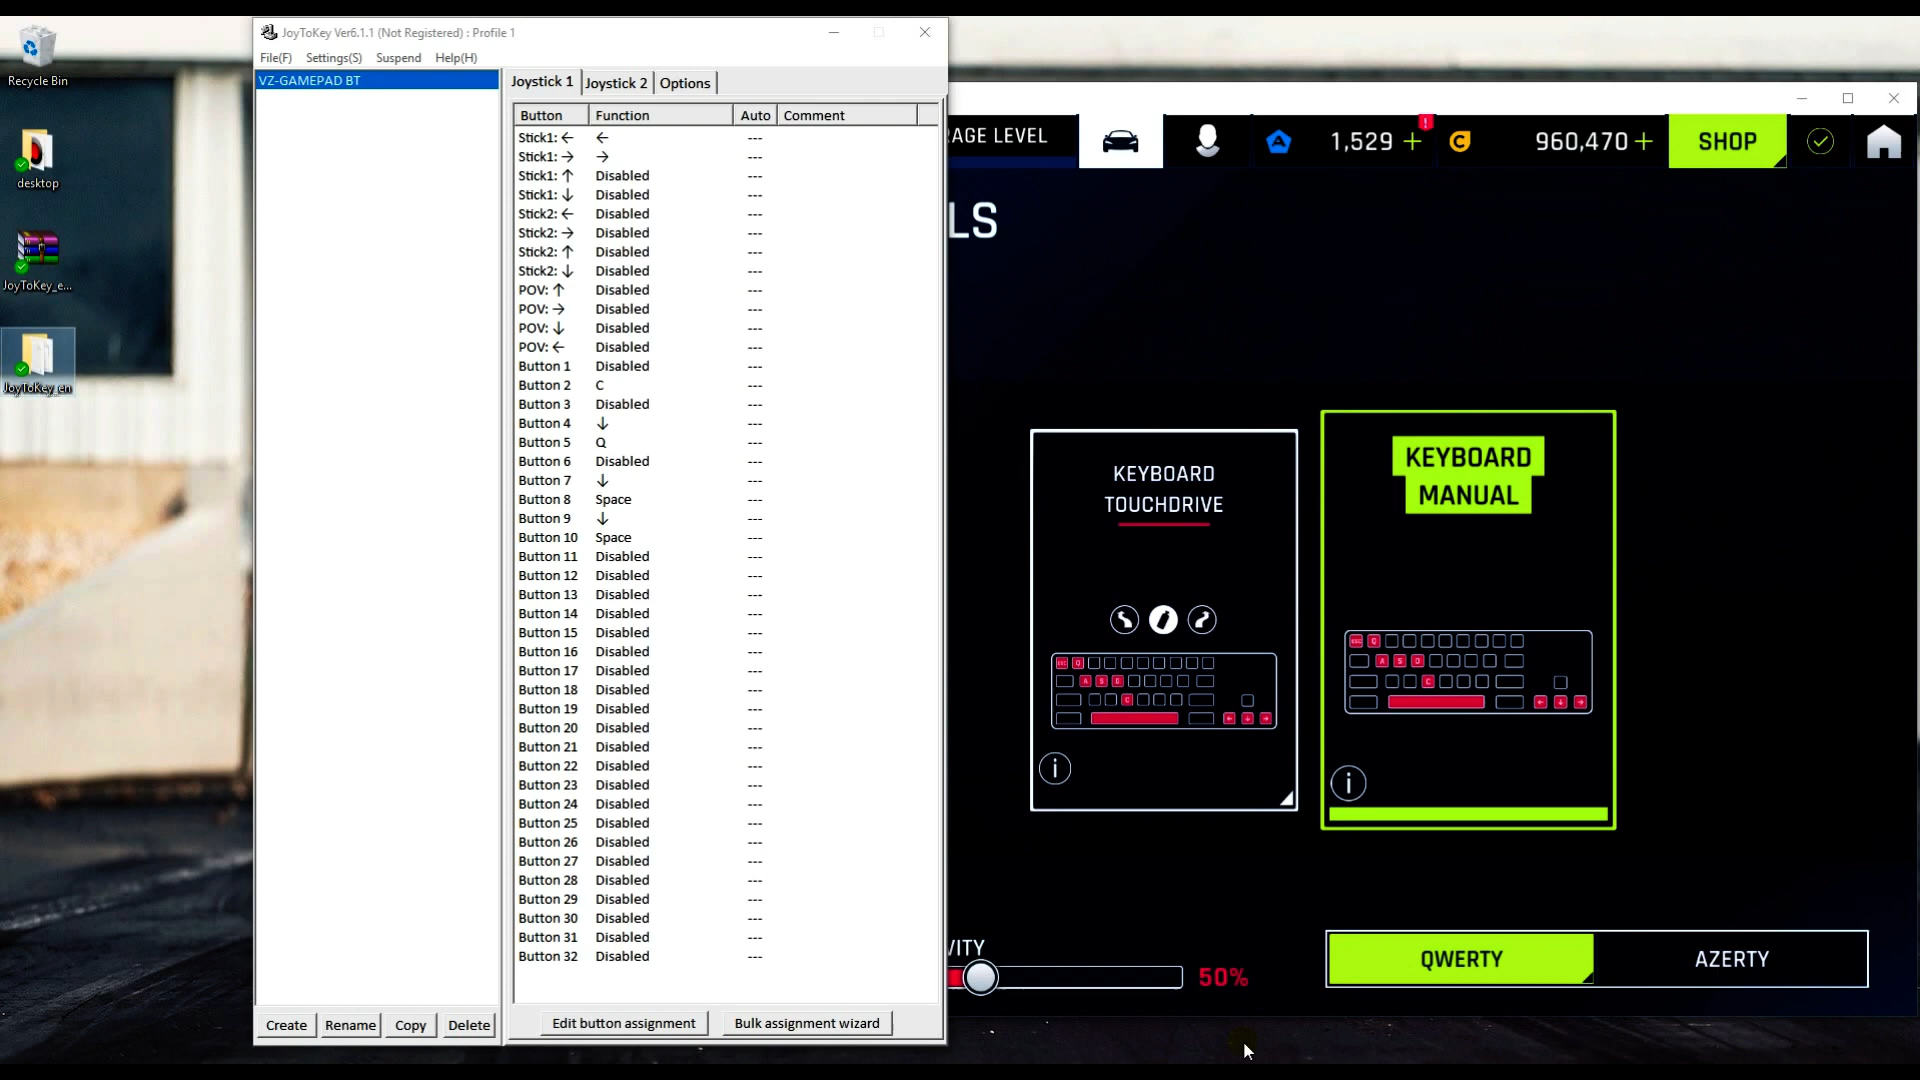 Recycle Bin
desktop
JoyToKey_e...
JoyToKey_en
JoyToKey Ver6.1.1 (Not Registered) : Profile 1
File(F) Settings(S) Suspend Help(H)
VZ-GAMEPAD BT
Joystick 1 Joystick 2 Options
Button Function Auto Comment
Stick1: ← ← ---
Stick1: → → ---
Stick1: ↑ Disabled ---
Stick1: ↓ Disabled ---
Stick2: ← Disabled ---
Stick2: → Disabled ---
Stick2: ↑ Disabled ---
Stick2: ↓ Disabled ---
POV: ↑ Disabled ---
POV: → Disabled ---
POV: ↓ Disabled ---
POV: ← Disabled ---
Button 1 Disabled ---
Button 2 C ---
Button 3 Disabled ---
Button 4 ↓ ---
Button 5 Q ---
Button 6 Disabled ---
Button 7 ↓ ---
Button 8 Space ---
Button 9 ↓ ---
Button 10 Space ---
Button 11 Disabled ---
Button 12 Disabled ---
Button 13 Disabled ---
Button 14 Disabled ---
Button 15 Disabled ---
Button 16 Disabled ---
Button 17 Disabled ---
Button 18 Disabled ---
Button 19 Disabled ---
Button 20 Disabled ---
Button 21 Disabled ---
Button 22 Disabled ---
Button 23 Disabled ---
Button 24 Disabled ---
Button 25 Disabled ---
Button 26 Disabled ---
Button 27 Disabled ---
Button 28 Disabled ---
Button 29 Disabled ---
Button 30 Disabled ---
Button 31 Disabled ---
Button 32 Disabled ---
Create Rename Copy Delete
Edit button assignment Bulk assignment wizard
RAGE LEVEL 1,529 + ! 960,470 + SHOP
LS
KEYBOARD
TOUCHDRIVE
Q
A S D
C
KEYBOARD
MANUAL
Q
A S D
C
VITY
50%
QWERTY AZERTY